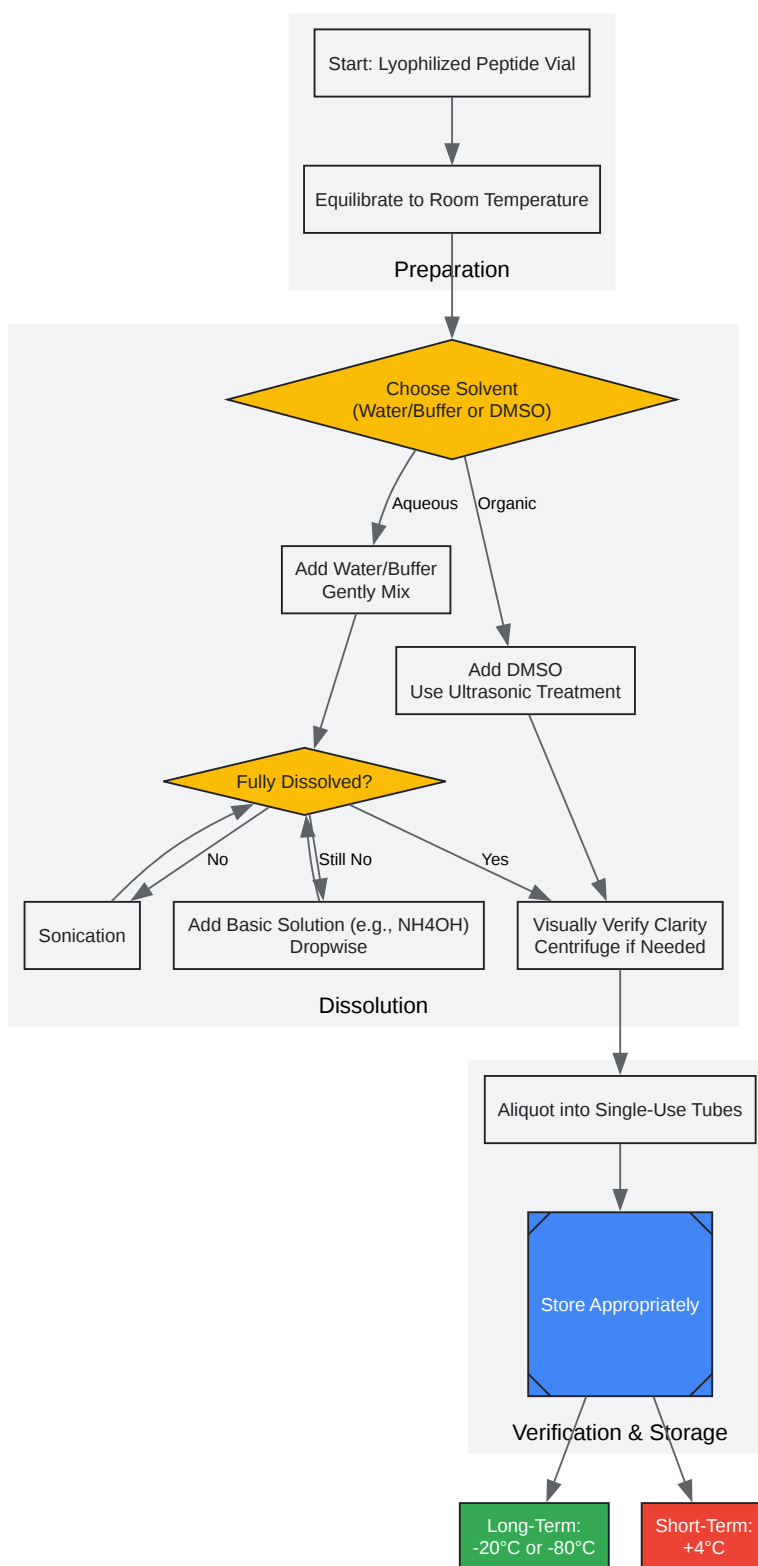 Start: Lyophilized Peptide Vial
Equilibrate to Room Temperature
Preparation
Choose Solvent
(Water/Buffer or DMSO)
Aqueous
Organic
Add Water/Buffer
Gently Mix
Add DMSO
Use Ultrasonic Treatment
Fully Dissolved?
No
Still No
Yes
Sonication
Add Basic Solution (e.g., NH4OH)
Dropwise
Visually Verify Clarity
Centrifuge if Needed
Dissolution
Aliquot into Single-Use Tubes
Store Appropriately
Verification & Storage
Long-Term:
-20°C or -80°C
Short-Term:
+4°C